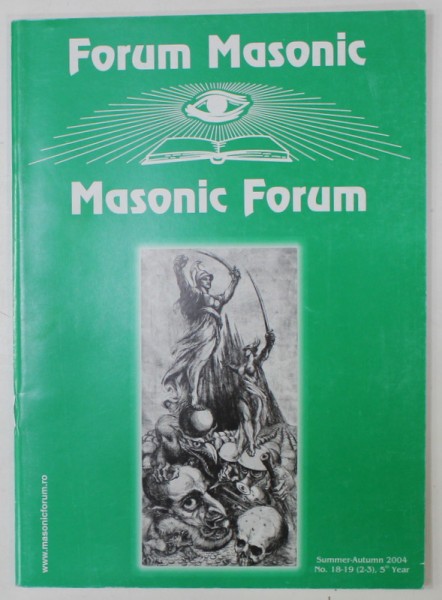 Forum Masonic
Masonic Forum
www.masonicforum.ro
Summer-Autumn 2004
No. 18-19 (2-3), 5th Year